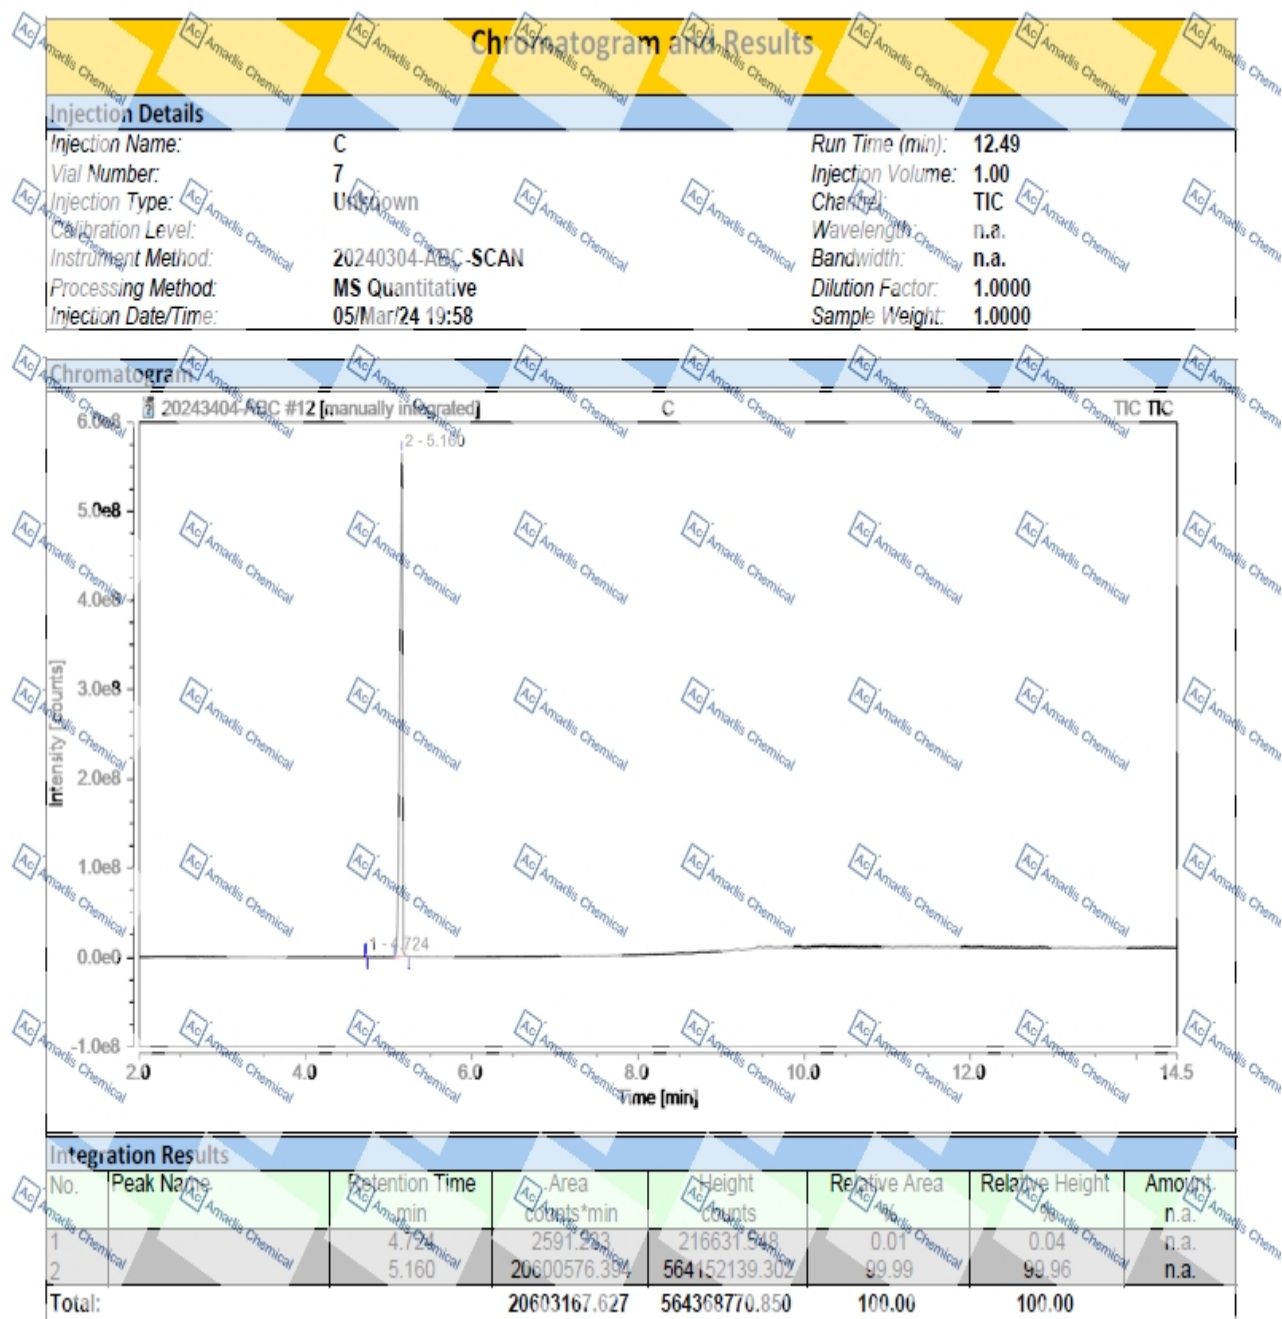 Chromatogram and Results
Injection Details
Injection Name: C Run Time (min): 12.49
Vial Number: 7 Injection Volume: 1.00
Injection Type: Unknown Channel: TIC
Calibration Level: Wavelength: n.a.
Instrument Method: 20240304-ABC-SCAN Bandwidth: n.a.
Processing Method: MS Quantitative Dilution Factor: 1.0000
Injection Date/Time: 05/Mar/24 19:58 Sample Weight: 1.0000
Chromatogram
20243404-ABC #12 [manually integrated] C TIC TIC
6.0e8
2 - 5.160
5.0e8
4.0e8
3.0e8
2.0e8
1.0e8
1 - 4.724
0.0e0
-1.0e8
Intensity [counts]
2.0 4.0 6.0 8.0 10.0 12.0 14.5
Time [min]
Integration Results
No. Peak Name Retention Time Area Height Relative Area Relative Height Amount
min counts*min counts % % n.a.
1 4.724 2591.233 216631.548 0.01 0.04 n.a.
2 5.160 20600576.394 564152139.302 99.99 99.96 n.a.
Total: 20603167.627 564368770.850 100.00 100.00
Ac Amadis Chemical